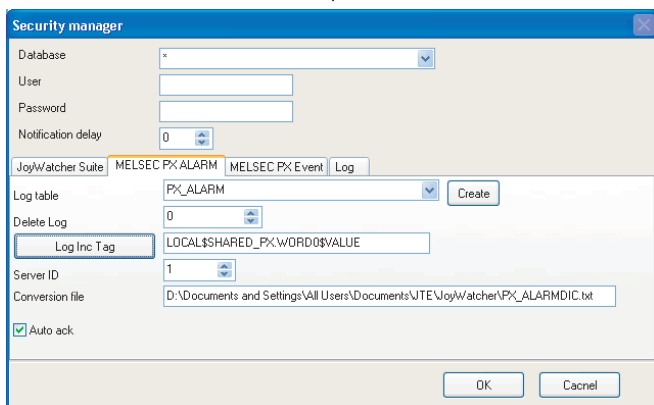 Security manager
Database *
User
Password
Notification delay 0
JoyWatcher Suite MELSEC PX ALARM MELSEC PX Event Log
Log table PX_ALARM Create
Delete Log 0
Log Inc Tag LOCAL$SHARED_PX.WORD0$VALUE
Server ID 1
Conversion file D:\Documents and Settings\All Users\Documents\JTE\JoyWatcher\PX_ALARMDIC.txt
Auto ack
OK Cacnel